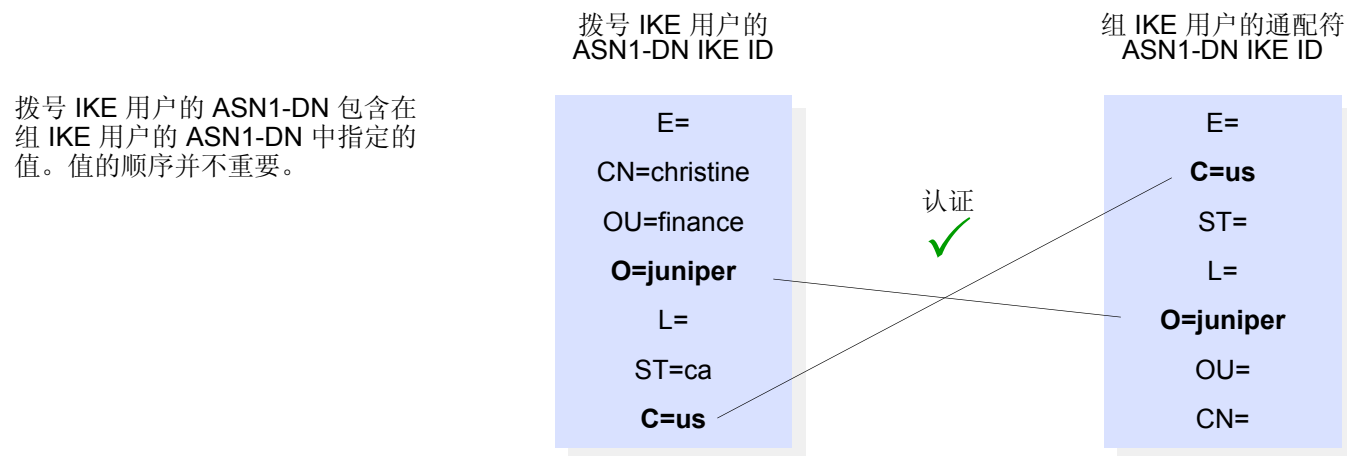 拨号 IKE 用户的 ASN1-DN 包含在
组 IKE 用户的 ASN1-DN 中指定的
值。值的顺序并不重要。
拨号 IKE 用户的
ASN1-DN IKE ID
E=
CN=christine
OU=finance
O=juniper
L=
ST=ca
C=us
认证
组 IKE 用户的通配符
ASN1-DN IKE ID
E=
C=us
ST=
L=
O=juniper
OU=
CN=